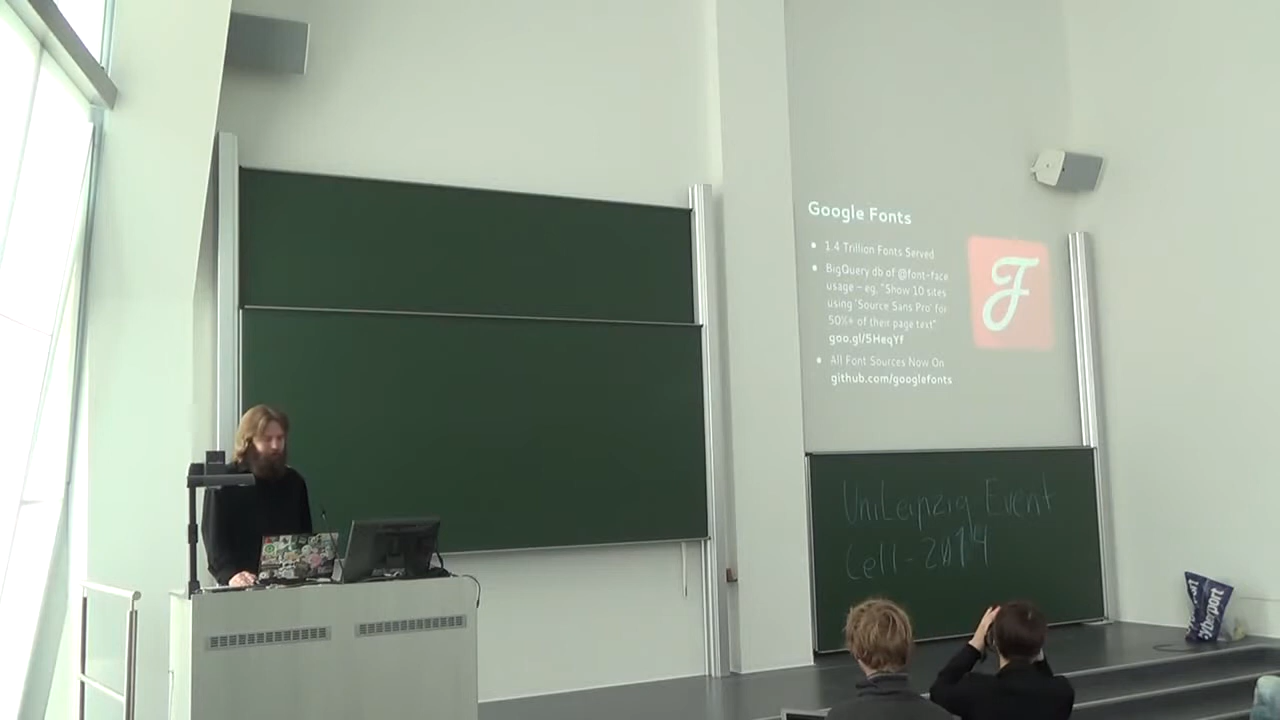 Google Fonts
• 1.4 Trillion Fonts Served
• BigQuery db of @font-face
usage – eg, "Show 10 sites
using 'Source Sans Pro' for
50%+ of their page text"
goo.gl/5HeqYf
• All Font Sources Now On
github.com/googlefonts
F
UniLeipzig Event
Cell-2014
cyberport